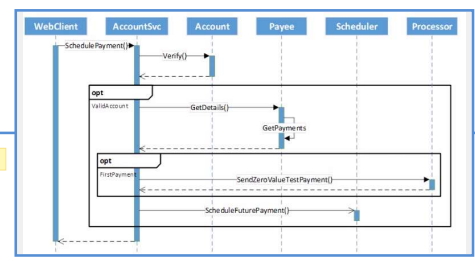 WebClient AccountSvc Account Payee Scheduler Processor
SchedulePayment()
Verify()
opt
ValidAccount
GetDetails()
GetPayments
opt
FirstPayment
SendZeroValueTestPayment()
ScheduleFuturePayment()